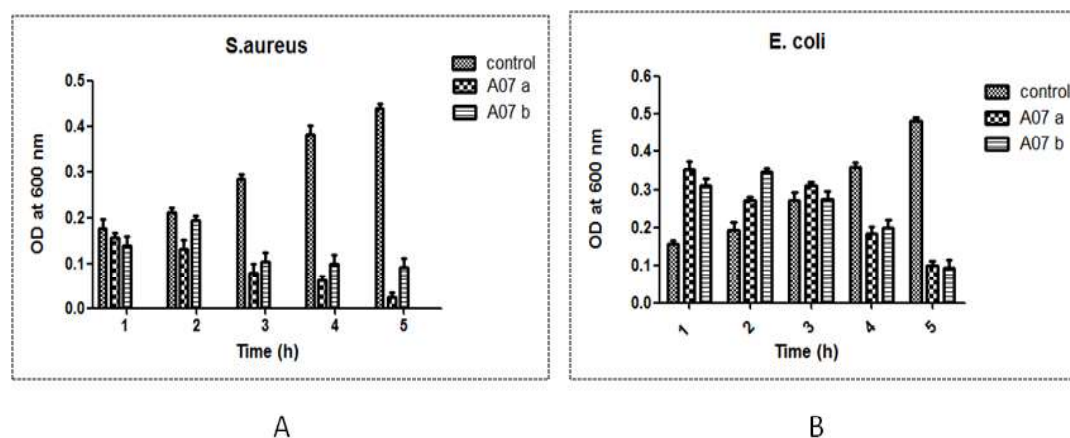 S.aureus
control
A07 a
A07 b
0.5
0.4
0.3
0.2
0.1
0.0
OD at 600 nm
1 2 3 4 5
Time (h)
A
E. coli
control
A07 a
A07 b
0.6
0.5
0.4
0.3
0.2
0.1
0.0
OD at 600 nm
1 2 3 4 5
Time (h)
B